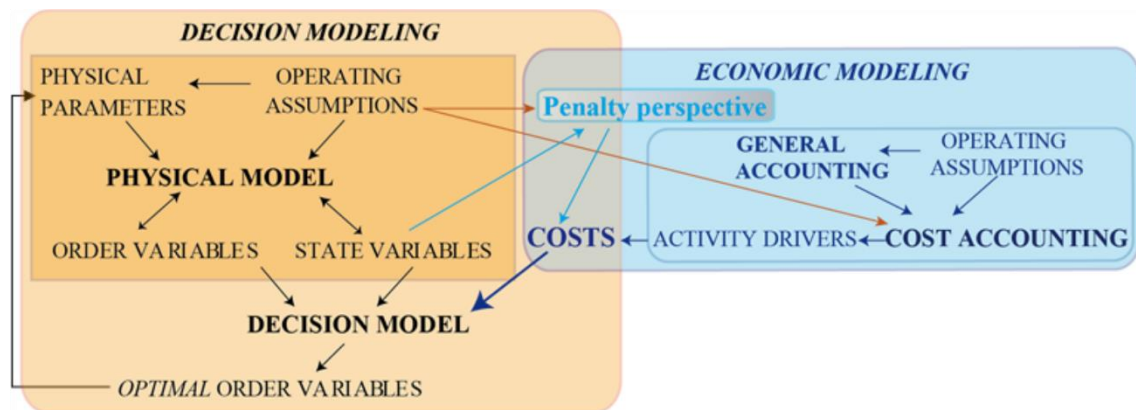 DECISION MODELING
PHYSICAL
PARAMETERS
OPERATING
ASSUMPTIONS
PHYSICAL MODEL
ORDER VARIABLES
STATE VARIABLES
DECISION MODEL
OPTIMAL ORDER VARIABLES
ECONOMIC MODELING
Penalty perspective
GENERAL
ACCOUNTING
OPERATING
ASSUMPTIONS
COSTS
ACTIVITY DRIVERS
COST ACCOUNTING